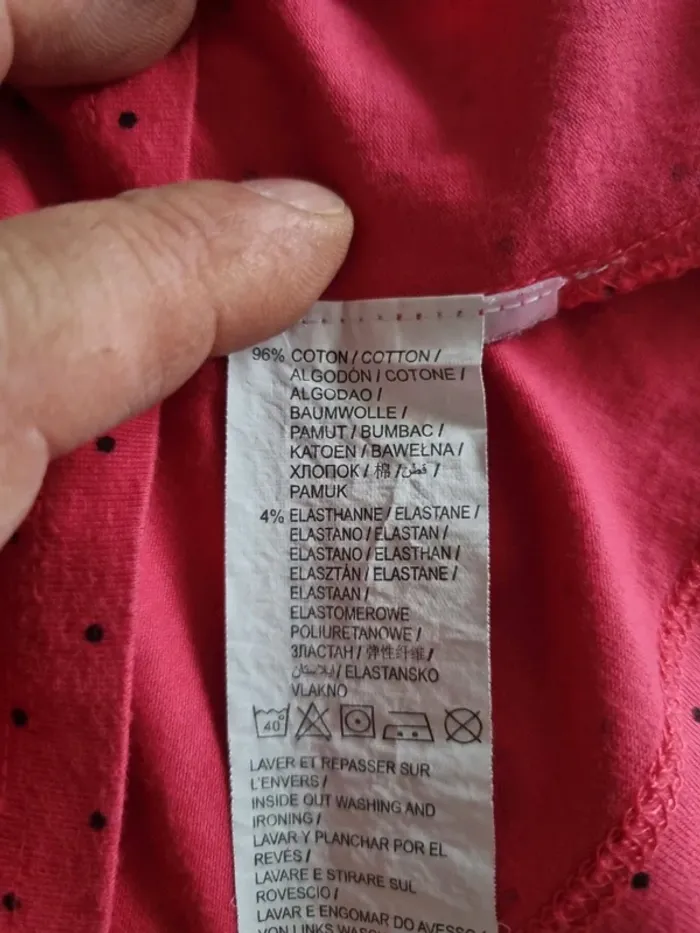 96% COTON / COTTON /
ALGODÓN / COTONE /
ALGODAO /
BAUMWOLLE /
PAMUT / BUMBAC /
KATOEN / BAWEŁNA /
ХЛОПОК / 棉 / قطن /
PAMUK
4% ELASTHANNE / ELASTANE /
ELASTANO / ELASTAN /
ELASTANO / ELASTHAN /
ELASZTÁN / ELASTANE /
ELASTAAN /
ELASTOMEROWE
POLIURETANOWE /
ЭЛАСТАН / 弹性纤维 /
إيلاستان / ELASTANSKO
VLAKNO
40
LAVER ET REPASSER SUR
L'ENVERS /
INSIDE OUT WASHING AND
IRONING /
LAVAR Y PLANCHAR POR EL
REVÉS /
LAVARE E STIRARE SUL
ROVESCIO /
LAVAR E ENGOMAR DO AVESSO /
VON LINKS